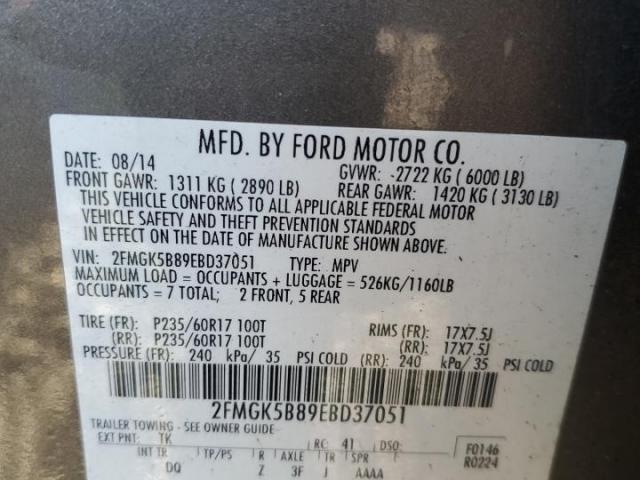 MFD. BY FORD MOTOR CO.
DATE: 08/14 GVWR: -2722 KG ( 6000 LB)
FRONT GAWR: 1311 KG ( 2890 LB) REAR GAWR: 1420 KG ( 3130 LB)
THIS VEHICLE CONFORMS TO ALL APPLICABLE FEDERAL MOTOR
VEHICLE SAFETY AND THEFT PREVENTION STANDARDS
IN EFFECT ON THE DATE OF MANUFACTURE SHOWN ABOVE.
VIN: 2FMGK5B89EBD37051 TYPE: MPV
MAXIMUM LOAD = OCCUPANTS + LUGGAGE = 526KG/1160LB
OCCUPANTS = 7 TOTAL; 2 FRONT, 5 REAR
TIRE (FR): P235/60R17 100T RIMS (FR): 17X7.5J
(RR): P235/60R17 100T (RR): 17X7.5J
PRESSURE (FR): 240 kPa/ 35 PSI COLD (RR): 240 kPa/ 35 PSI COLD
2FMGK5B89EBD37051
TRAILER TOWING - SEE OWNER GUIDE
EXT PNT: TK RC: 41 DSO: F0146
INT TR TP/PS R AXLE TR SPR R0224
DQ Z 3F J AAAA